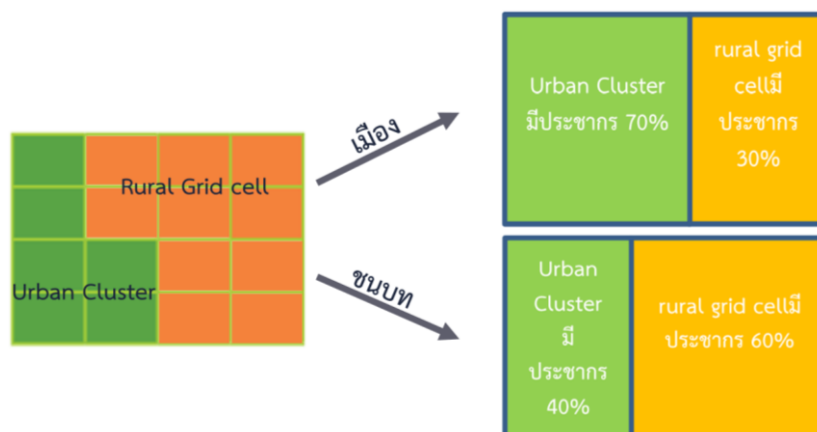 Rural Grid cell
Urban Cluster
เมือง
ชนบท
Urban Cluster
มีประชากร 70%
rural grid
cellมี
ประชากร
30%
Urban
Cluster
มี
ประชากร
40%
rural grid cellมี
ประชากร 60%